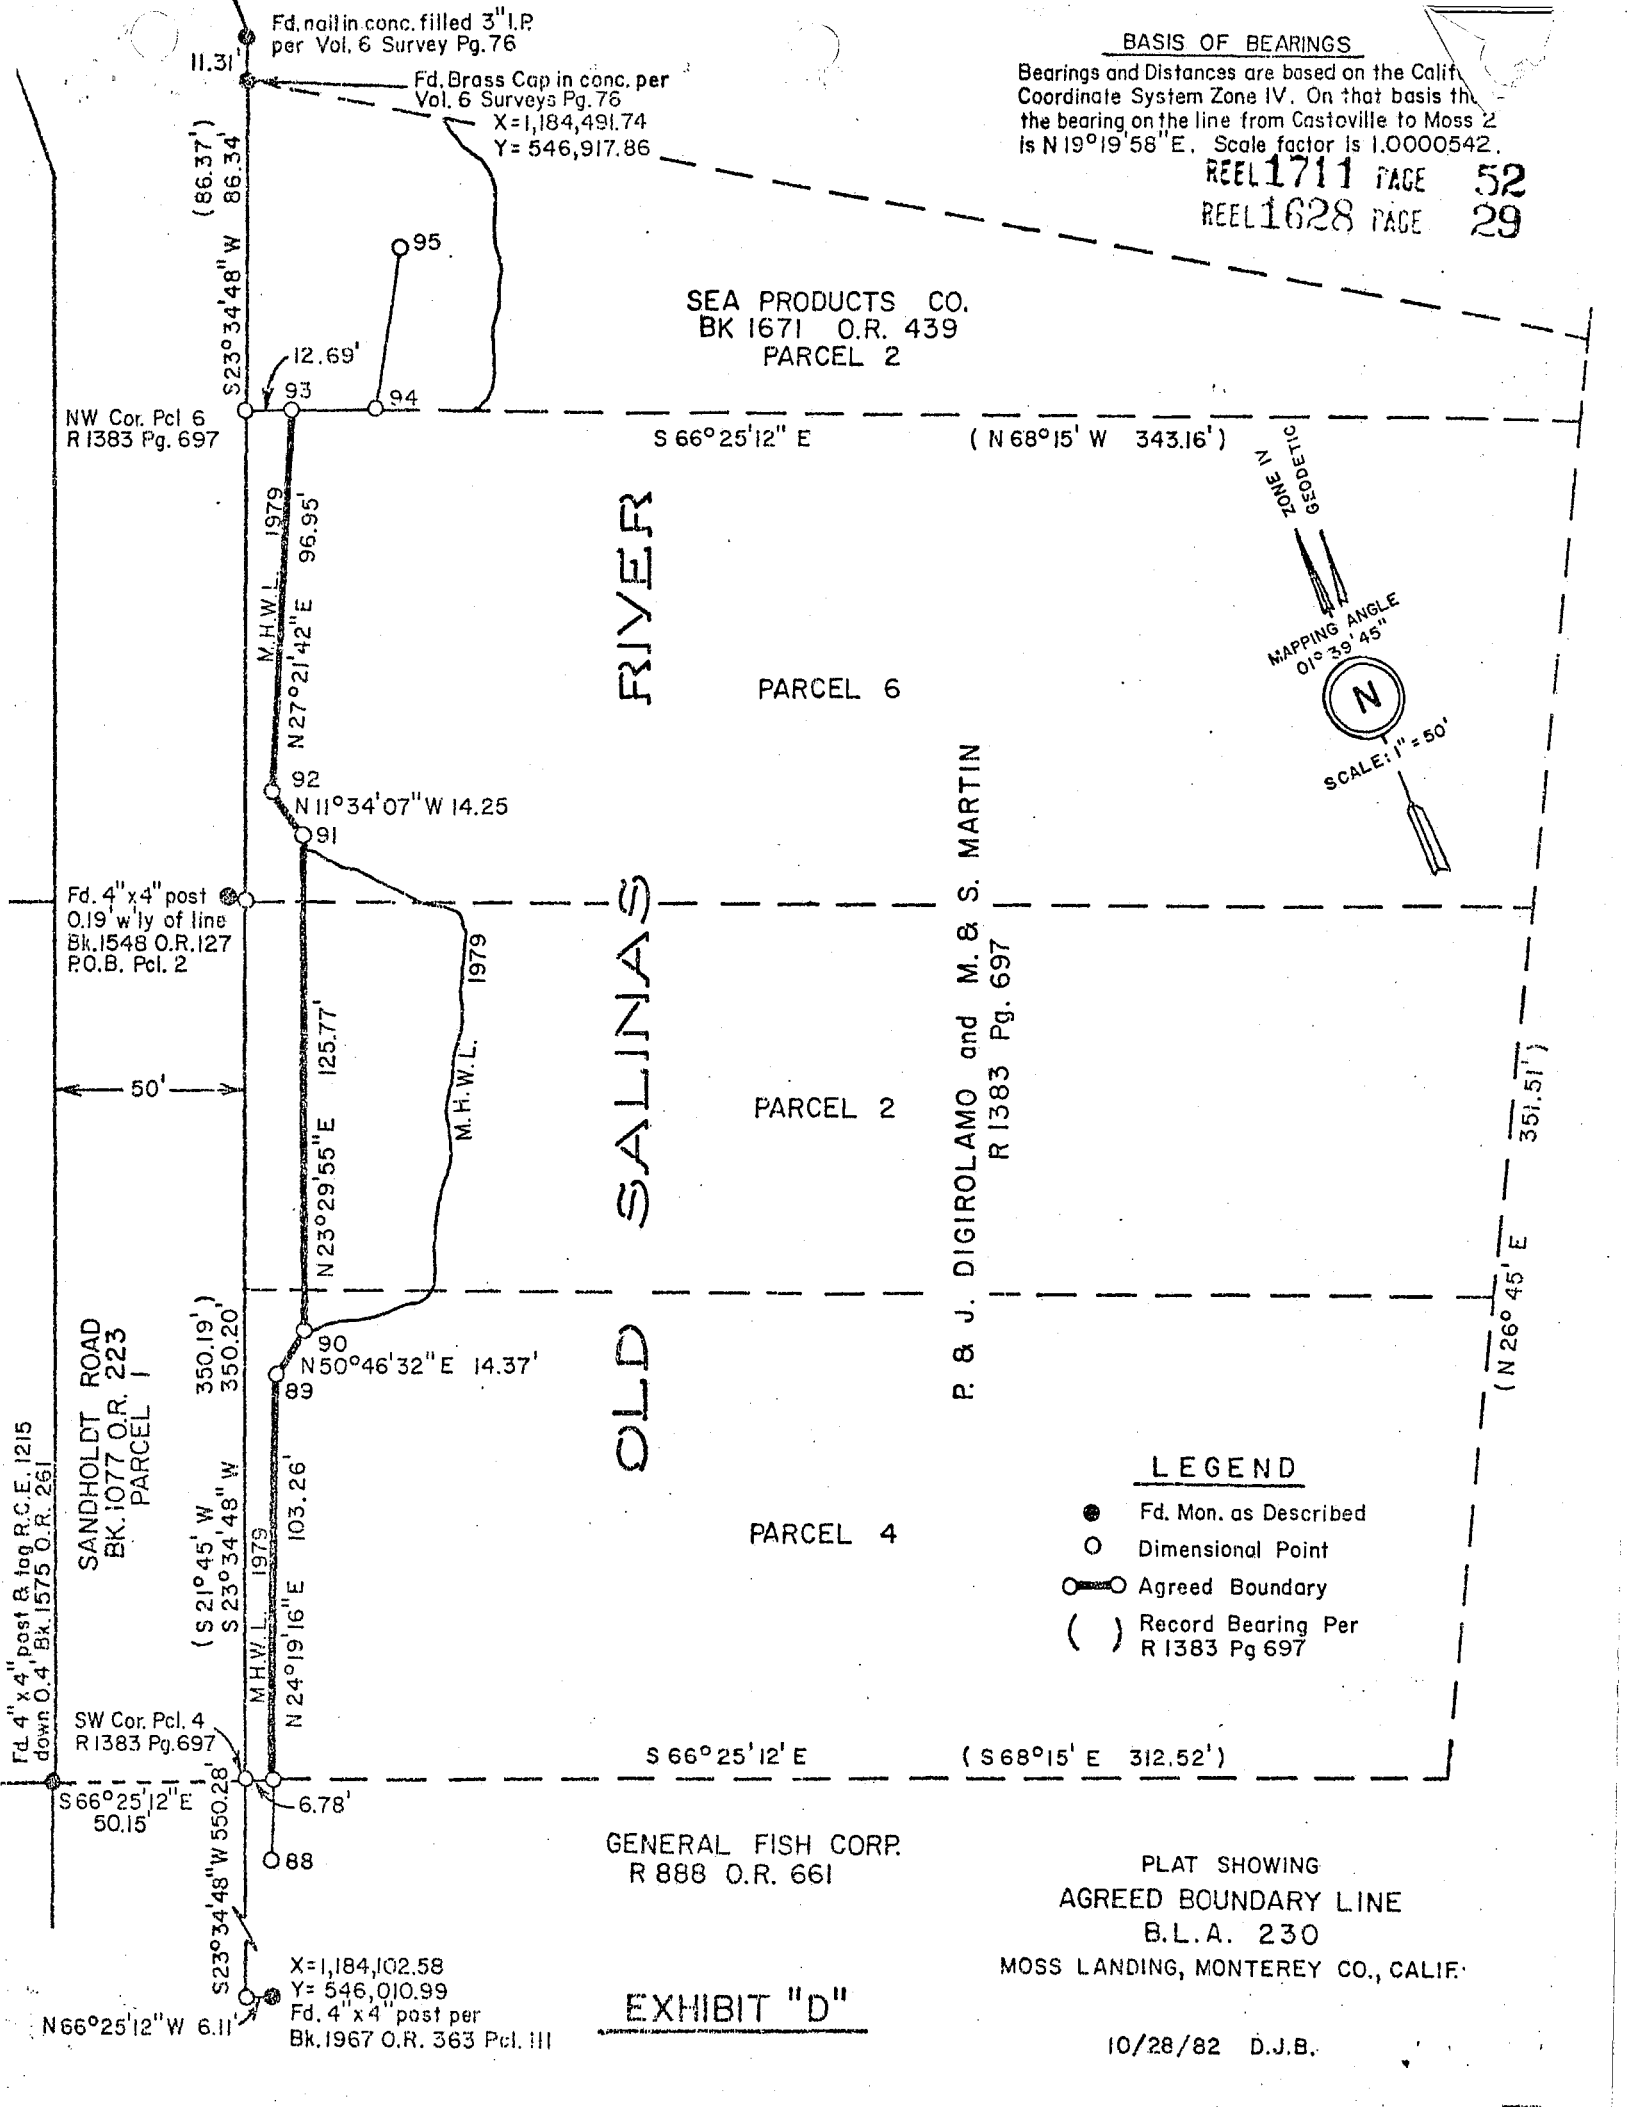 Fd. nail in conc. filled 3" I.P.
per Vol. 6 Survey Pg. 76
11.31'
Fd. Brass Cap in conc. per
Vol. 6 Surveys Pg. 76
X=1,184,491.74
Y= 546,917.86
BASIS OF BEARINGS
Bearings and Distances are based on the Calif
Coordinate System Zone IV. On that basis the
the bearing on the line from Castoville to Moss 2
is N 19°19'58" E. Scale factor is 1.0000542.
REEL 1711 PAGE 52
REEL 1628 PAGE 29
(86.37')
S23°34'48" W 86.34'
95
SEA PRODUCTS CO.
BK 1671 O.R. 439
PARCEL 2
12.69'
93
94
NW Cor. Pcl 6
R 1383 Pg. 697
S 66°25'12" E
( N 68°15' W 343.16')
ZONE IV
GEODETIC
MAPPING ANGLE
01° 39' 45"
N
SCALE: 1" = 50'
M.H.W.L. 1979
N 27°21'42" E 96.95'
PARCEL 6
92
N 11°34'07" W 14.25
91
Fd. 4"x4" post
0.19' w'ly of line
Bk. 1548 O.R. 127
P.O.B. Pcl. 2
OLD SALINAS RIVER
P. & J. DIGIROLAMO and M. & S. MARTIN
R 1383 Pg. 697
M.H.W.L. 1979
50'
N 23°29'55" E 125.77'
PARCEL 2
(N 26° 45' E 351.51')
90
N 50°46'32" E 14.37'
89
SANDHOLDT ROAD
BK. 1077 O.R. 223
PARCEL 1
(S 21°45' W 350.19')
S 23°34'48" W 350.20'
Fd. 4" x 4" post & tag R.C.E. 1215
down 0.4' Bk. 1575 O.R. 261
M.H.W.L. 1979
N 24°19'16" E 103.26'
PARCEL 4
LEGEND
Fd. Mon. as Described
Dimensional Point
Agreed Boundary
( ) Record Bearing Per
R 1383 Pg 697
SW Cor. Pcl. 4
R 1383 Pg. 697
S 66°25'12' E
( S 68°15' E 312.52')
S 66°25'12" E
50.15'
6.78'
88
S23°34'48" W 550.28'
GENERAL FISH CORP.
R 888 O.R. 661
PLAT SHOWING
AGREED BOUNDARY LINE
B.L.A. 230
MOSS LANDING, MONTEREY CO., CALIF.
X=1,184,102.58
Y= 546,010.99
Fd. 4"x4" post per
Bk. 1967 O.R. 363 Pcl. III
N 66°25'12" W 6.11'
EXHIBIT "D"
10/28/82 D.J.B.